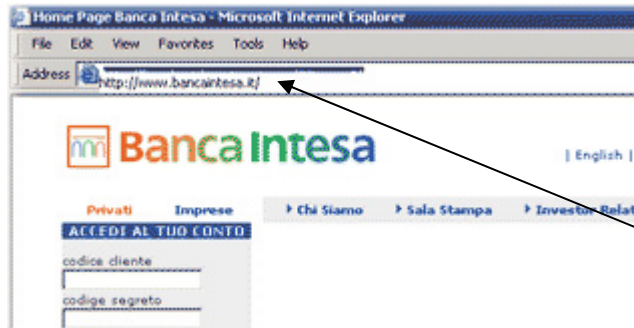 Home Page Banca Intesa - Microsoft Internet Explorer
File Edit View Favorites Tools Help
Address http://www.bancaintesa.it/
Banca Intesa
| English |
Privati Imprese Chi Siamo Sala Stampa Investor Relat
ACCEDI AL TUO CONTO
codice cliente
codige segreto